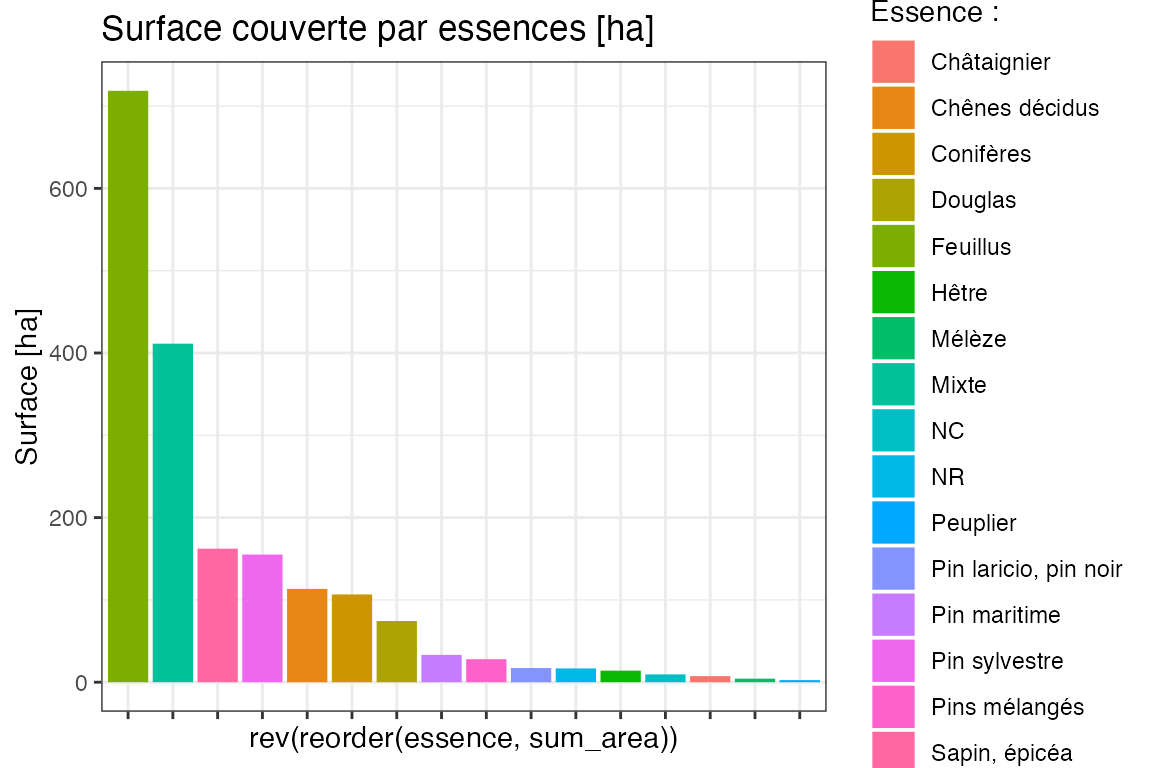 Surface couverte par essences [ha]
Surface [ha]
600
400
200
0
rev(reorder(essence, sum_area))
Essence :
Châtaignier
Chênes décidus
Conifères
Douglas
Feuillus
Hêtre
Mélèze
Mixte
NC
NR
Peuplier
Pin laricio, pin noir
Pin maritime
Pin sylvestre
Pins mélangés
Sapin, épicéa